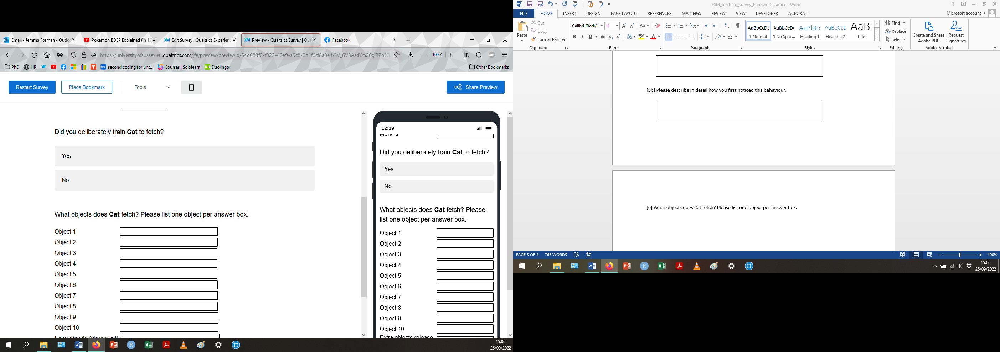 Email - Jemma Forman - Outlo
Pokemon BDSP Explained (in 12
Edit Survey | Qualtrics Experienc
Preview - Qualtrics Survey | Qua
Facebook
https://universityofsussex.eu.qualtrics.com/jfe/preview/previewId/64d683f2-f023-40e9-a5c8-0b1f0cf8a0e4/SV_6V8As4Ym26gi2Zo?Q
100%
ABP
PhD
HR
second coding for uns...
Courses | Sololearn
Duolingo
Other Bookmarks
Restart Survey
Place Bookmark
Tools
Share Preview
Did you deliberately train Cat to fetch?
Yes
No
What objects does Cat fetch? Please list one object per answer box.
Object 1
Object 2
Object 3
Object 4
Object 5
Object 6
Object 7
Object 8
Object 9
Object 10
Extra objects (please list)
12:29
Months
Did you deliberately train Cat to fetch?
Yes
No
What objects does Cat fetch? Please
list one object per answer box.
Object 1
Object 2
Object 3
Object 4
Object 5
Object 6
Object 7
Object 8
Object 9
Object 10
Extra objects (please
15:06
26/09/2022
ESM_fetching_survey_handwritten.docx - Word
FILE HOME INSERT DESIGN PAGE LAYOUT REFERENCES MAILINGS REVIEW VIEW DEVELOPER ACROBAT
Microsoft account
Paste
Cut
Copy
Format Painter
Clipboard
Calibri (Body) 11
Font
Paragraph
AaBbCcDc AaBbCcDc AaBbCc AaBbCcE AaBl
¶ Normal ¶ No Spac... Heading 1 Heading 2 Title
Styles
Find
Replace
Select
Editing
Create and Share
Adobe PDF
Request
Signatures
Adobe Acrobat
[5b] Please describe in detail how you first noticed this behaviour.
[6] What objects does Cat fetch? Please list one object per answer box.
PAGE 3 OF 4 765 WORDS
100%
15:06
26/09/2022